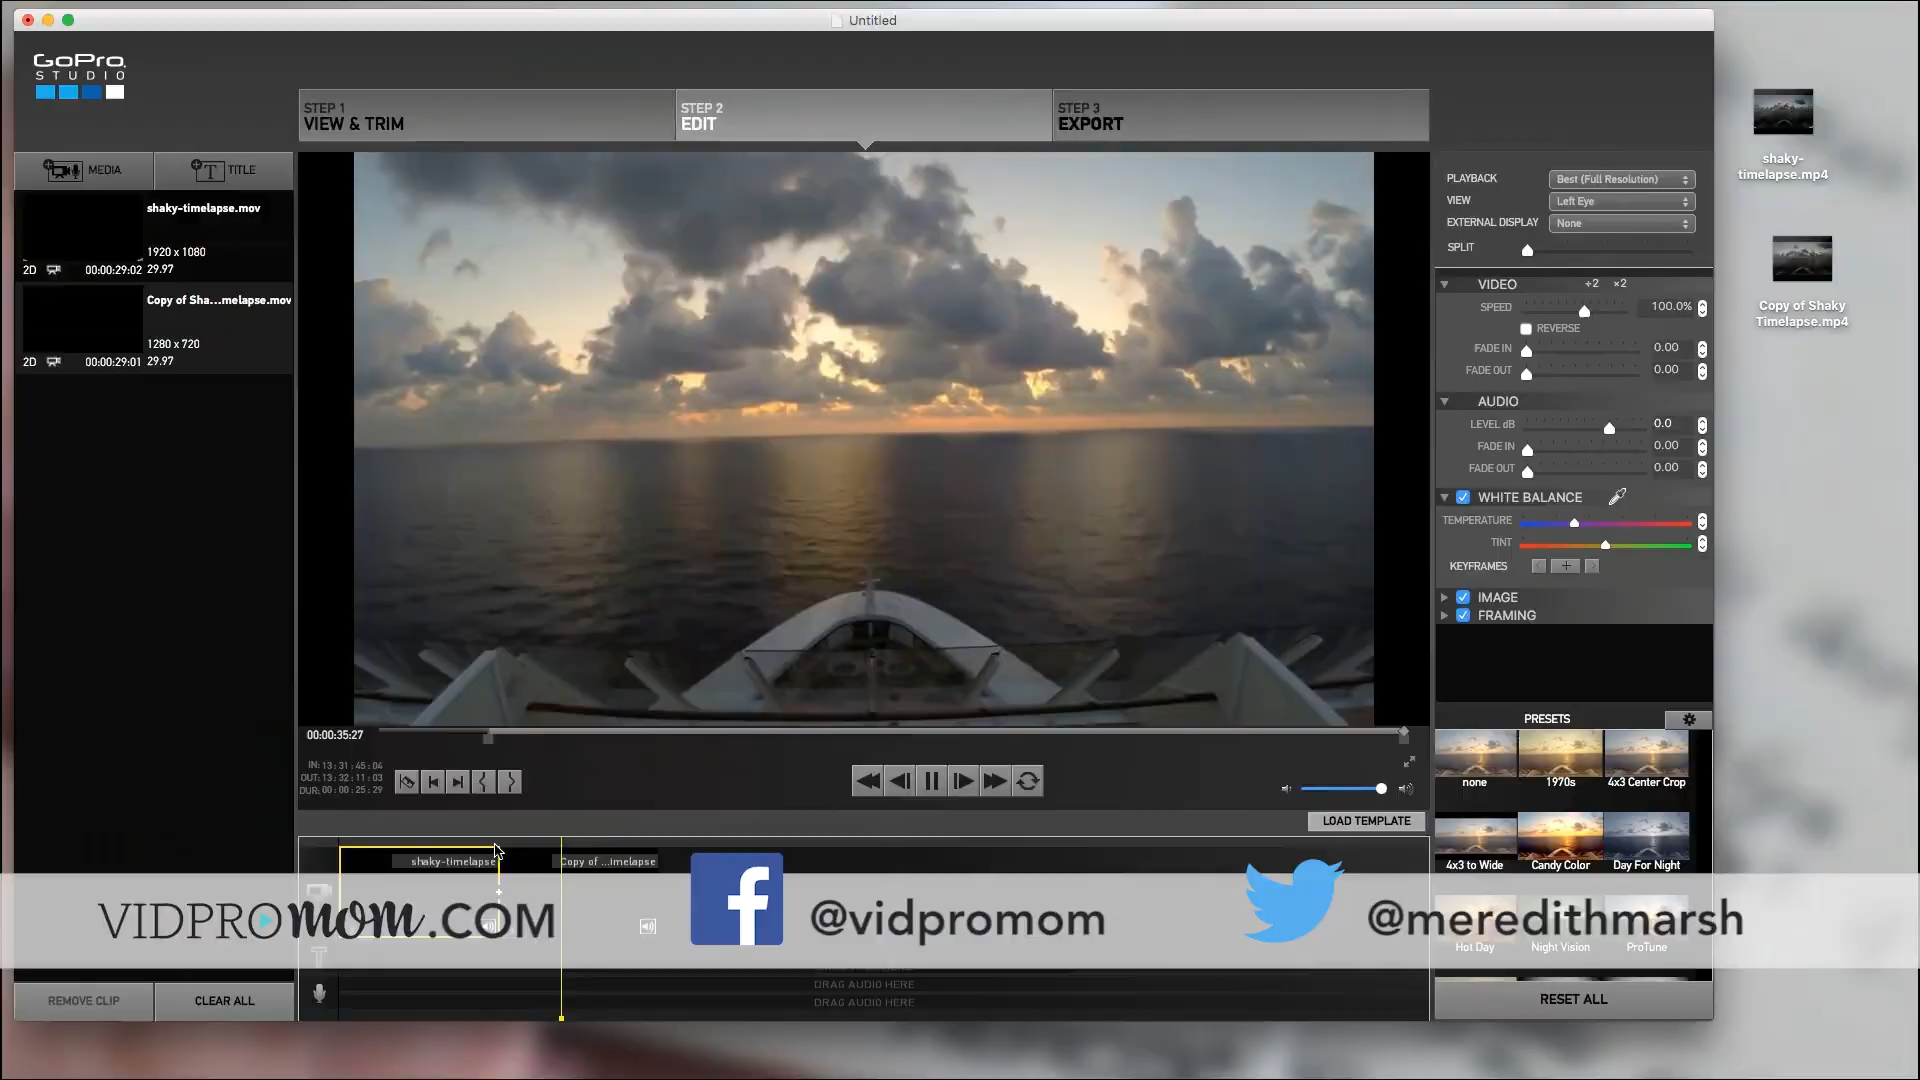 Untitled
GoPro
STUDIO
STEP 1
VIEW & TRIM
STEP 2
EDIT
STEP 3
EXPORT
MEDIA
TITLE
shaky-timelapse.mov
1920 x 1080
2D 00:00:29:02 29.97
Copy of Sha...melapse.mov
1280 x 720
2D 00:00:29:01 29.97
REMOVE CLIP
CLEAR ALL
00:00:35:27
IN: 13:31:45:04
OUT: 13:32:11:03
DUR: 00:00:25:29
LOAD TEMPLATE
shaky-timelapse
Copy of ...imelapse
DRAG AUDIO HERE
DRAG AUDIO HERE
PLAYBACK Best (Full Resolution)
VIEW Left Eye
EXTERNAL DISPLAY None
SPLIT
VIDEO ÷2 ×2
SPEED 100.0%
REVERSE
FADE IN 0.00
FADE OUT 0.00
AUDIO
LEVEL dB 0.0
FADE IN 0.00
FADE OUT 0.00
WHITE BALANCE
TEMPERATURE
TINT
KEYFRAMES
IMAGE
FRAMING
PRESETS
none 1970s 4x3 Center Crop
4x3 to Wide Candy Color Day For Night
Hot Day Night Vision ProTune
RESET ALL
shaky-
timelapse.mp4
Copy of Shaky
Timelapse.mp4
VIDPROmom.COM
@vidpromom
@meredithmarsh